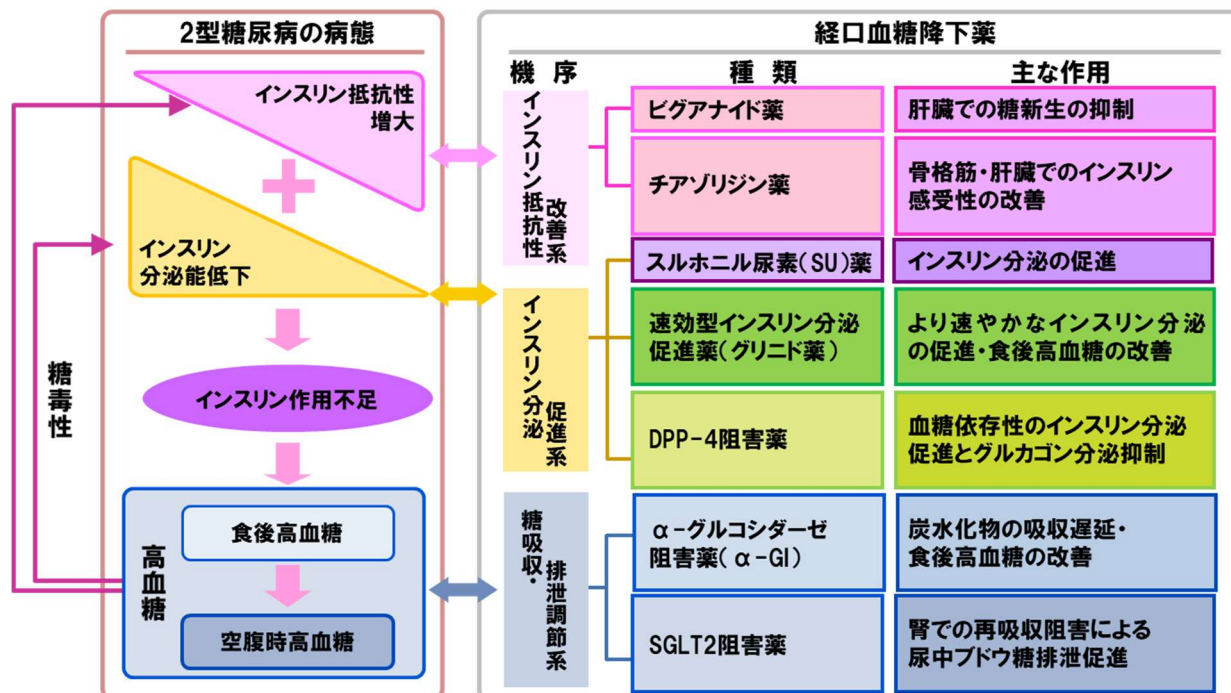 2型糖尿病の病態
インスリン抵抗性
増大
インスリン
分泌能低下
インスリン作用不足
高血糖
食後高血糖
空腹時高血糖
糖毒性
経口血糖降下薬
機序
種類
主な作用
インスリン抵抗性
改善系
ビグアナイド薬
肝臓での糖新生の抑制
チアゾリジン薬
骨格筋・肝臓でのインスリン
感受性の改善
インスリン分泌
促進系
スルホニル尿素(SU)薬
インスリン分泌の促進
速効型インスリン分泌
促進薬(グリニド薬)
より速やかなインスリン分泌
の促進・食後高血糖の改善
DPP-4阻害薬
血糖依存性のインスリン分泌
促進とグルカゴン分泌抑制
糖吸収・
排泄調節系
α-グルコシダーゼ
阻害薬(α-GI)
炭水化物の吸収遅延・
食後高血糖の改善
SGLT2阻害薬
腎での再吸収阻害による
尿中ブドウ糖排泄促進